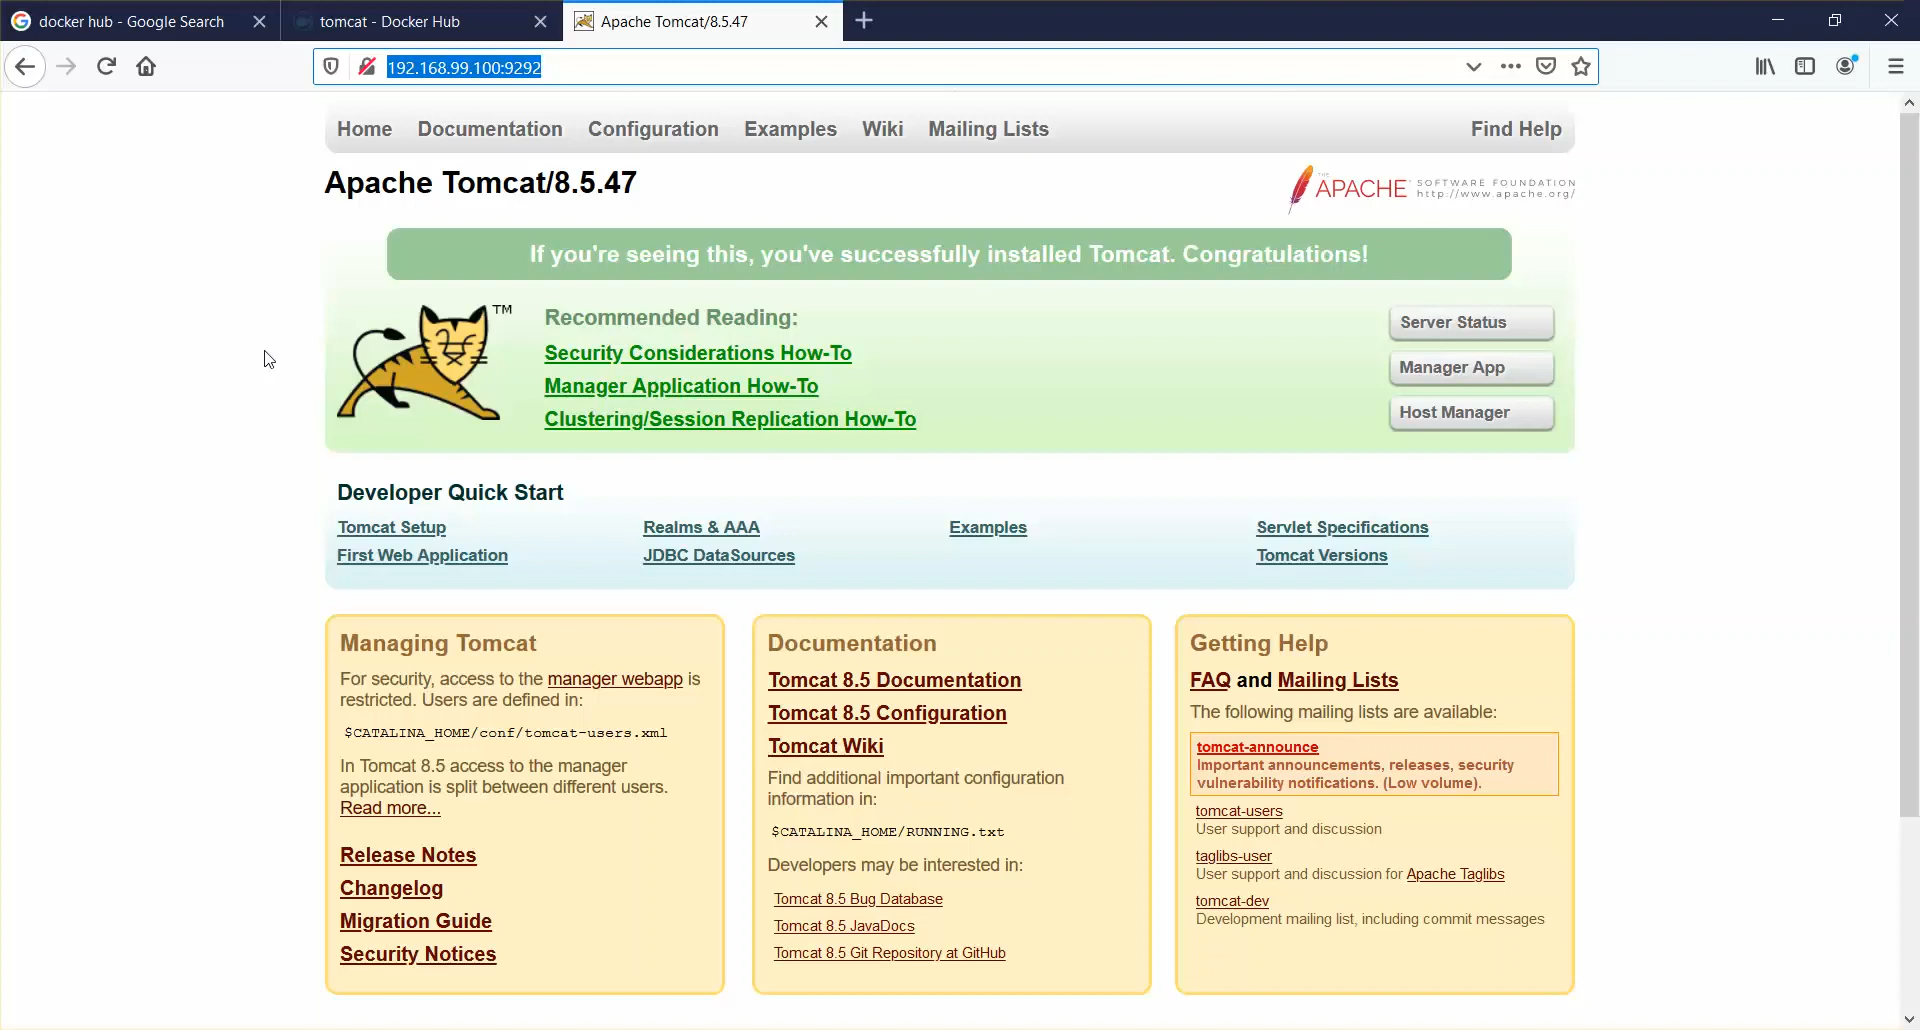 docker hub - Google Search
tomcat - Docker Hub
Apache Tomcat/8.5.47
192.168.99.100:9292
Home Documentation Configuration Examples Wiki Mailing Lists Find Help
Apache Tomcat/8.5.47
THE APACHE SOFTWARE FOUNDATION
http://www.apache.org/
If you're seeing this, you've successfully installed Tomcat. Congratulations!
TM
Recommended Reading:
Security Considerations How-To
Manager Application How-To
Clustering/Session Replication How-To
Server Status
Manager App
Host Manager
Developer Quick Start
Tomcat Setup
First Web Application
Realms & AAA
JDBC DataSources
Examples
Servlet Specifications
Tomcat Versions
Managing Tomcat
For security, access to the manager webapp is
restricted. Users are defined in:
$CATALINA_HOME/conf/tomcat-users.xml
In Tomcat 8.5 access to the manager
application is split between different users.
Read more...
Release Notes
Changelog
Migration Guide
Security Notices
Documentation
Tomcat 8.5 Documentation
Tomcat 8.5 Configuration
Tomcat Wiki
Find additional important configuration
information in:
$CATALINA_HOME/RUNNING.txt
Developers may be interested in:
Tomcat 8.5 Bug Database
Tomcat 8.5 JavaDocs
Tomcat 8.5 Git Repository at GitHub
Getting Help
FAQ and Mailing Lists
The following mailing lists are available:
tomcat-announce
Important announcements, releases, security
vulnerability notifications. (Low volume).
tomcat-users
User support and discussion
taglibs-user
User support and discussion for Apache Taglibs
tomcat-dev
Development mailing list, including commit messages